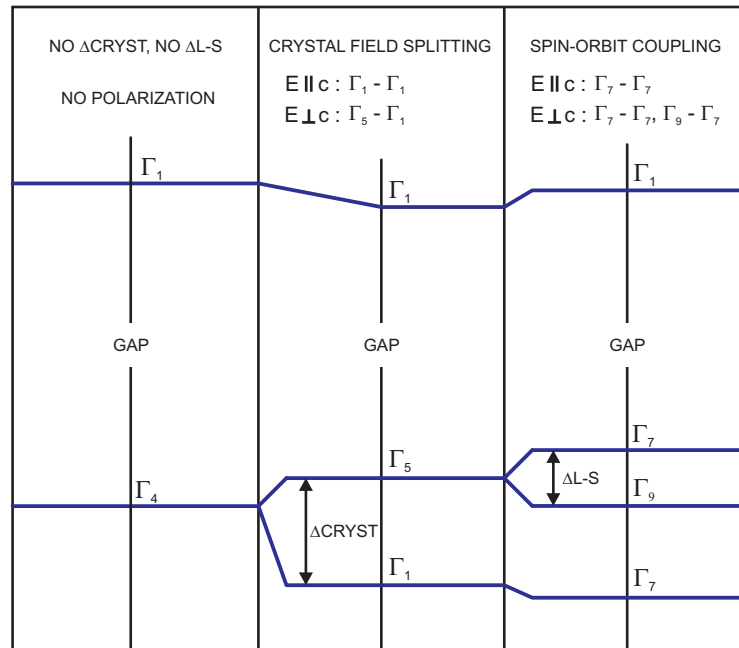 NO ΔCRYST, NO ΔL-S
NO POLARIZATION
Γ₁
GAP
Γ₄
CRYSTAL FIELD SPLITTING
E ∥ c : Γ₁ - Γ₁
E ⊥ c : Γ₅ - Γ₁
Γ₁
GAP
Γ₅
ΔCRYST
Γ₁
SPIN-ORBIT COUPLING
E ∥ c : Γ₇ - Γ₇
E ⊥ c : Γ₇ - Γ₇, Γ₉ - Γ₇
Γ₁
GAP
Γ₇
ΔL-S
Γ₉
Γ₇